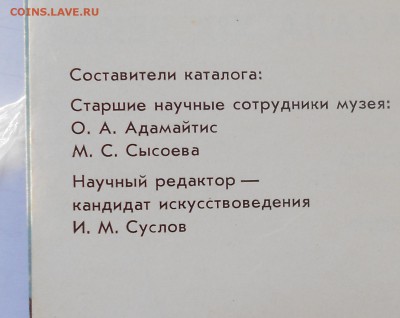 COINS.LAVE.RU
Составители каталога:
Старшие научные сотрудники музея:
О. А. Адамайтис
М. С. Сысоева
Научный редактор —
кандидат искусствоведения
И. М. Суслов